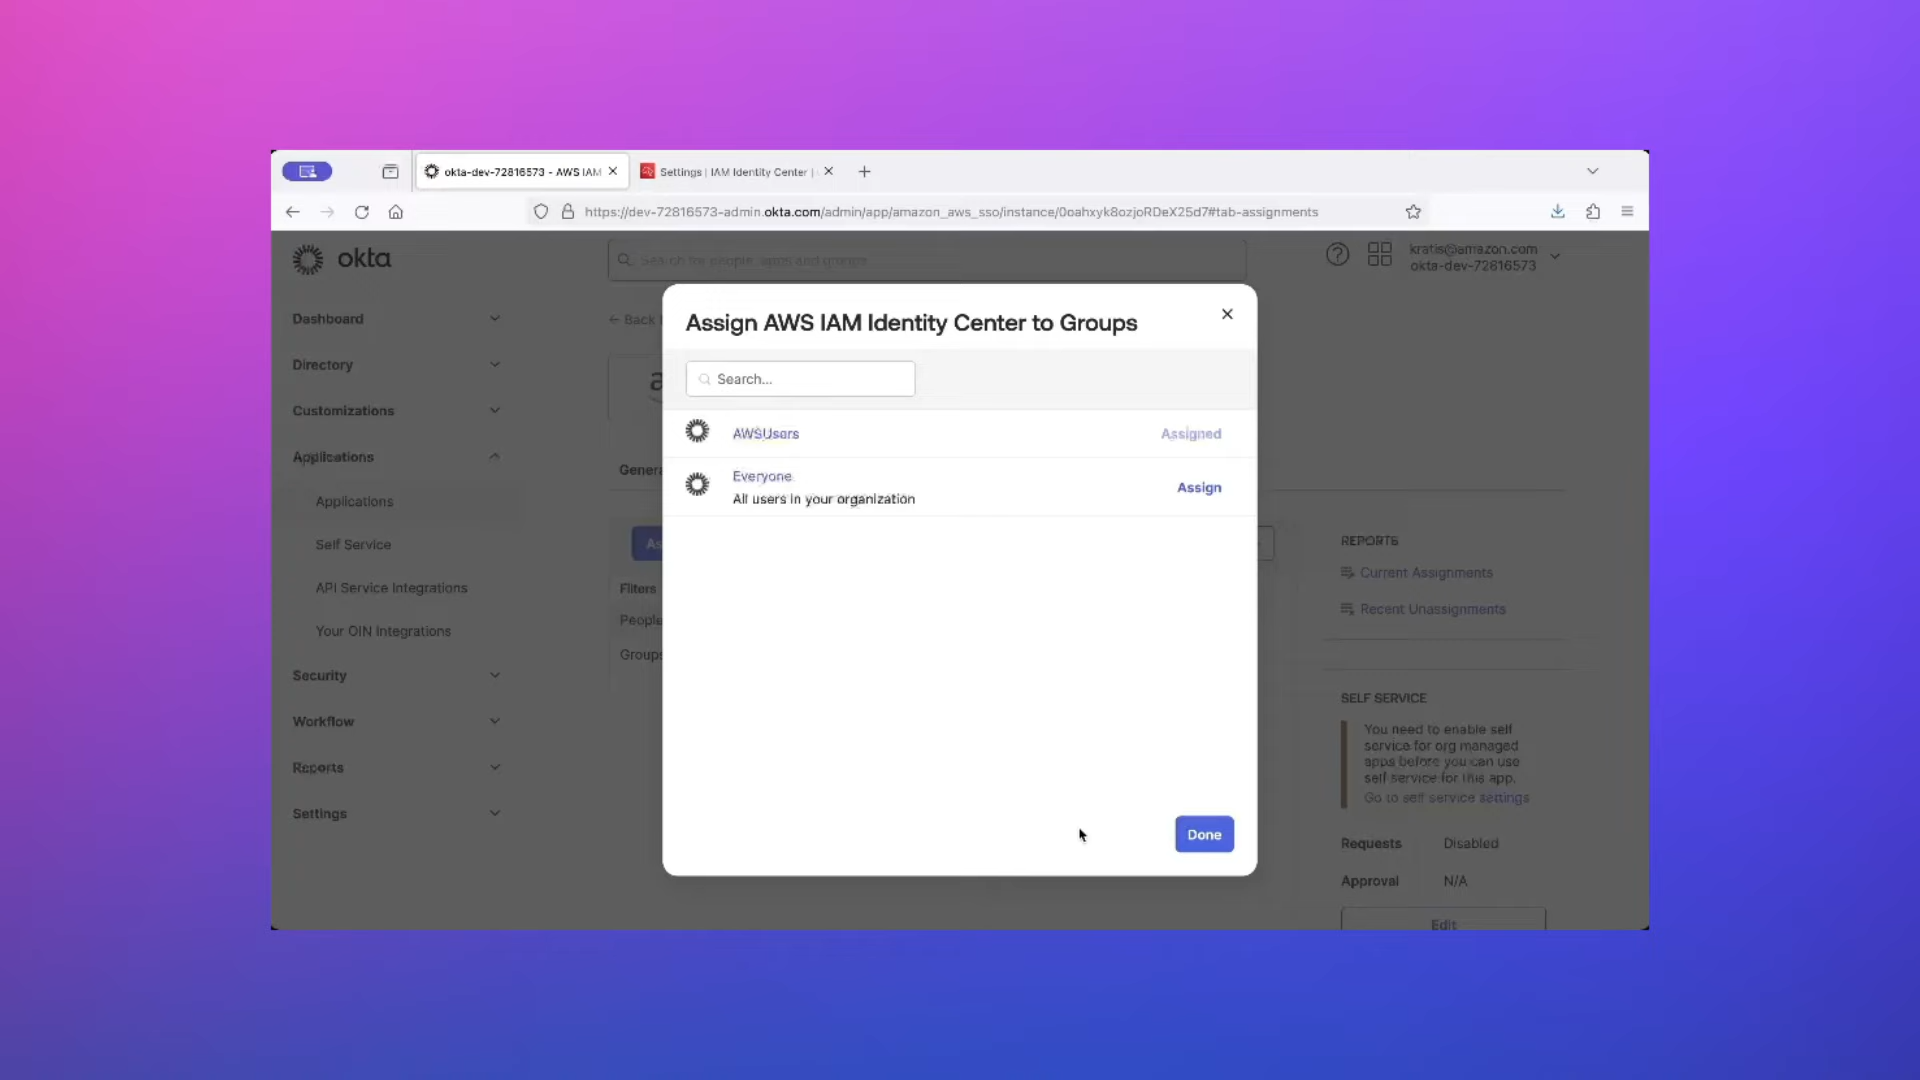 okta-dev-72816573 - AWS IAM
Settings | IAM Identity Center |
https://dev-72816573-admin.okta.com/admin/app/amazon_aws_sso/instance/0oahxyk8ozjoRDeX25d7#tab-assignments
okta
Search for people, apps and groups
kratis@amazon.com
okta-dev-72816573
Dashboard
Directory
Customizations
Applications
Applications
Self Service
API Service Integrations
Your OIN Integrations
Security
Workflow
Reports
Settings
← Back
Genera
As
Filters
People
Groups
Assign AWS IAM Identity Center to Groups
Search...
AWSUsers
Assigned
Everyone
All users in your organization
Assign
Done
REPORTS
Current Assignments
Recent Unassignments
SELF SERVICE
You need to enable self
service for org managed
apps before you can use
self service for this app.
Go to self service settings
Requests Disabled
Approval N/A
Edit